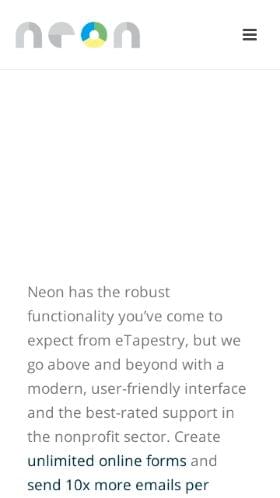 neon
Neon has the robust
functionality you’ve come to
expect from eTapestry, but we
go above and beyond with a
modern, user-friendly interface
and the best-rated support in
the nonprofit sector. Create
unlimited online forms and
send 10x more emails per